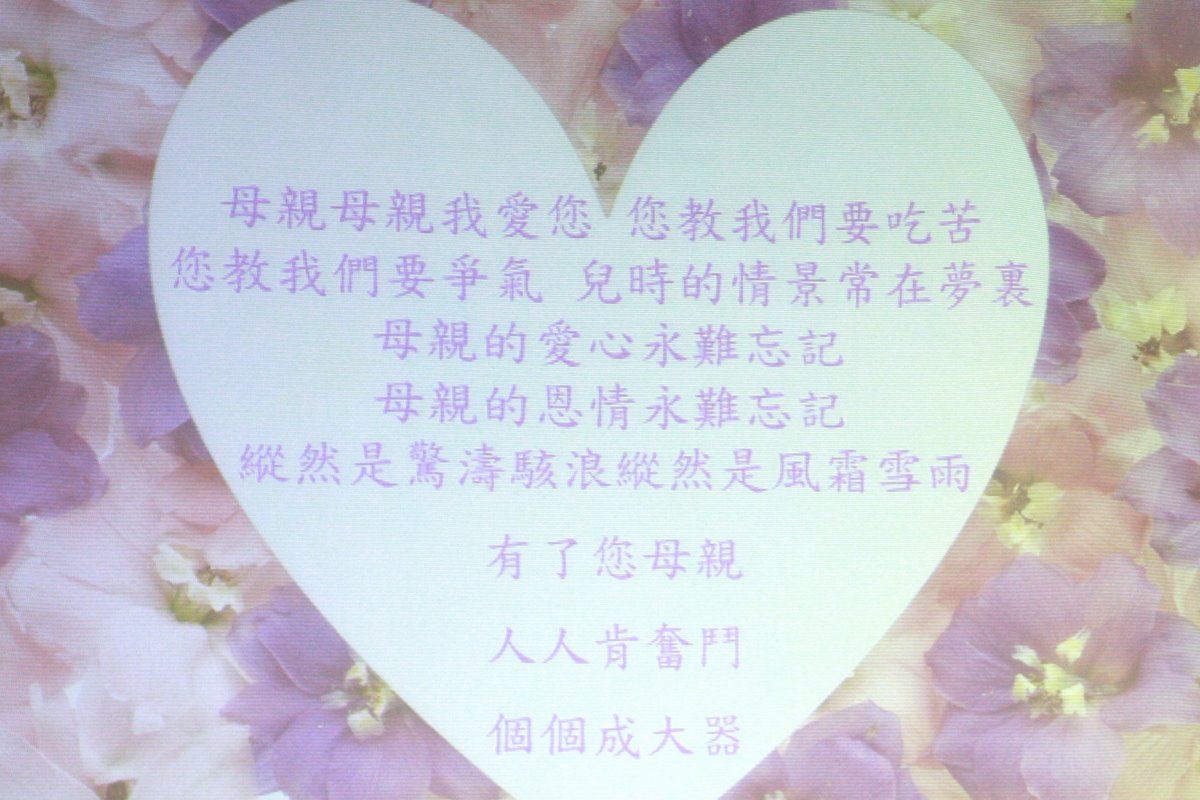 母親母親我愛您 您教我們要吃苦
您教我們要爭氣 兒時的情景常在夢裏
母親的愛心永難忘記
母親的恩情永難忘記
縱然是驚濤駭浪縱然是風霜雪雨
有了您母親
人人肯奮鬥
個個成大器